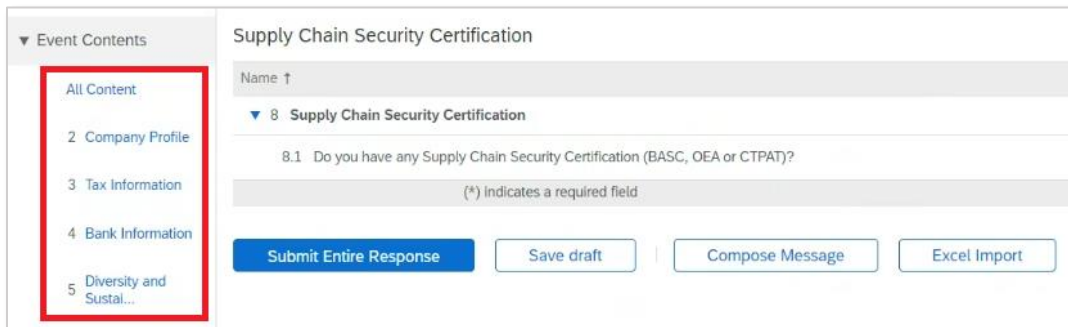 ▼ Event Contents
All Content
2 Company Profile
3 Tax Information
4 Bank Information
5 Diversity and
Sustai...
Supply Chain Security Certification
Name ↑
▼ 8 Supply Chain Security Certification
8.1 Do you have any Supply Chain Security Certification (BASC, OEA or CTPAT)?
(*) indicates a required field
Submit Entire Response
Save draft
Compose Message
Excel Import